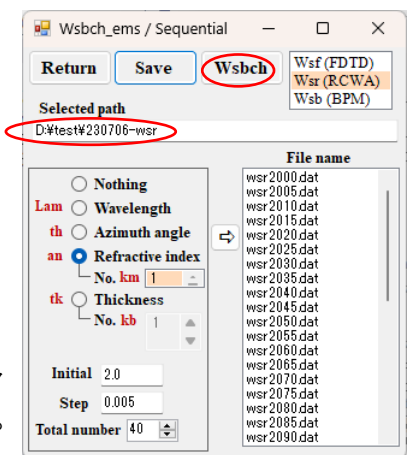 Wsbch_ems / Sequential
Return Save Wsbch
Wsf (FDTD)
Wsr (RCWA)
Wsb (BPM)
Selected path
D:¥test¥230706-wsr
File name
Nothing
Lam Wavelength
th Azimuth angle
an Refractive index
No. km 1
tk Thickness
No. kb 1
Initial 2.0
Step 0.005
Total number 40
wsr2000.dat
wsr2005.dat
wsr2010.dat
wsr2015.dat
wsr2020.dat
wsr2025.dat
wsr2030.dat
wsr2035.dat
wsr2040.dat
wsr2045.dat
wsr2050.dat
wsr2055.dat
wsr2060.dat
wsr2065.dat
wsr2070.dat
wsr2075.dat
wsr2080.dat
wsr2085.dat
wsr2090.dat